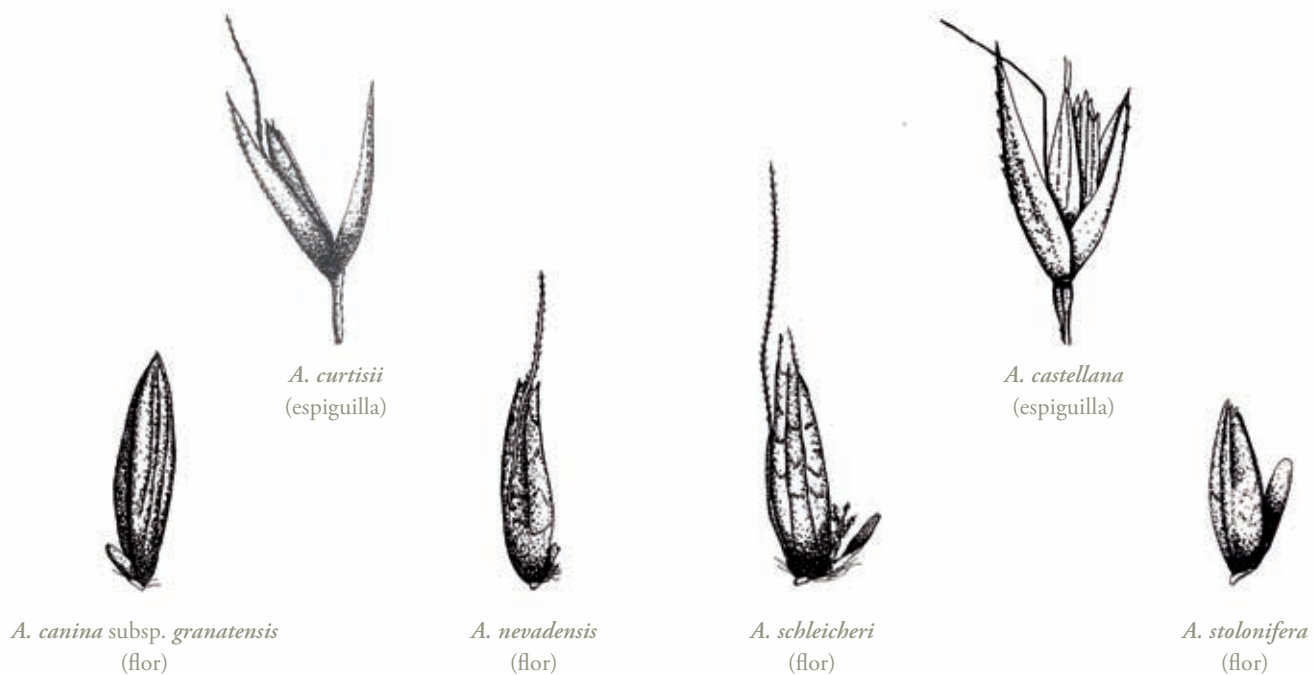 A. curtisii
(espiguilla)
A. castellana
(espiguilla)
A. canina subsp. granatensis
(flor)
A. nevadensis
(flor)
A. schleicheri
(flor)
A. stolonifera
(flor)